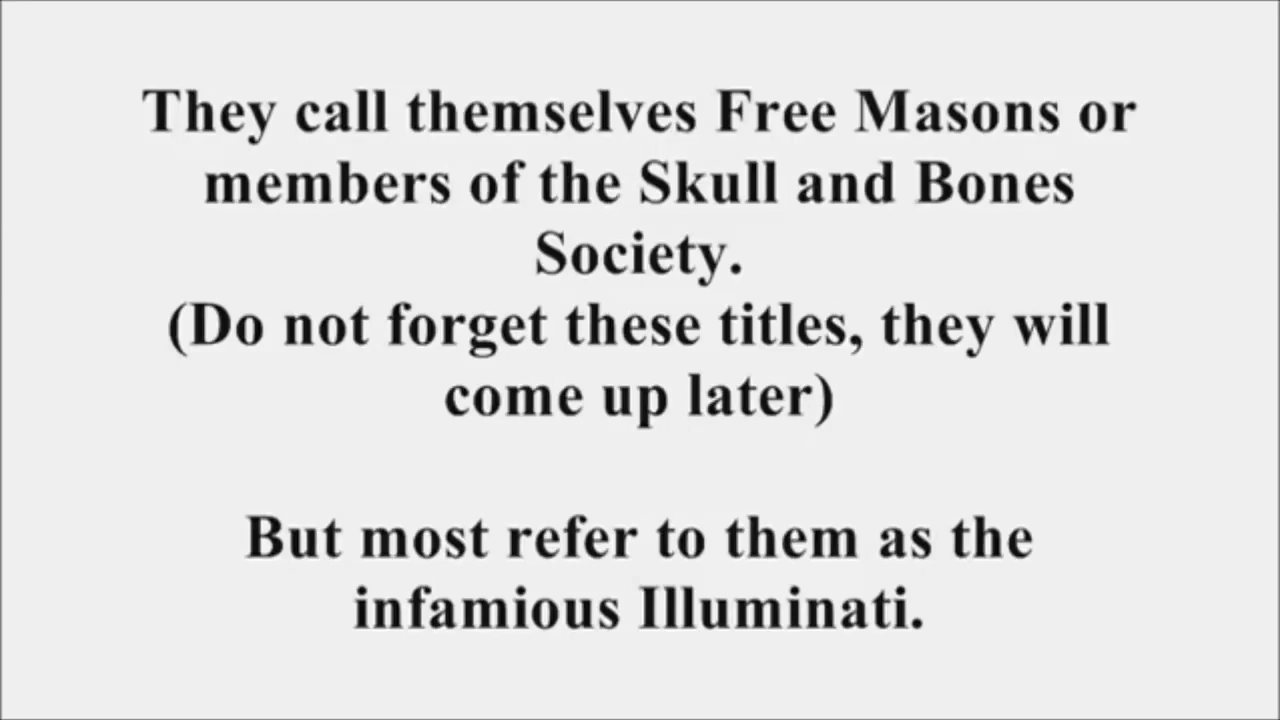 They call themselves Free Masons or
members of the Skull and Bones
Society.
(Do not forget these titles, they will
come up later)
But most refer to them as the
infamious Illuminati.